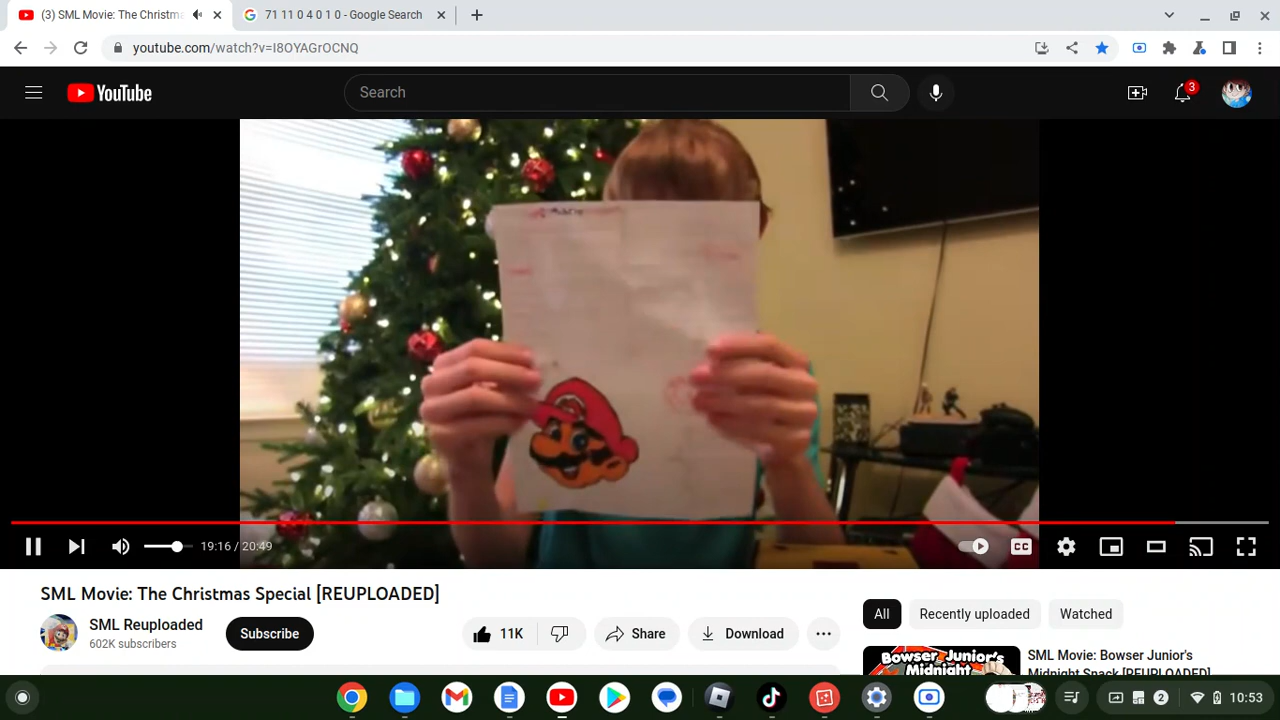 (3) SML Movie: The Christm
71 11 0 4 0 1 0 - Google Search
youtube.com/watch?v=I8OYAGrOCNQ
YouTube
Search
3
19:16 / 20:49
CC
SML Movie: The Christmas Special [REUPLOADED]
SML Reuploaded
602K subscribers
Subscribe
11K
Share
Download
All
Recently uploaded
Watched
Bowser Junior's
Midnight
SML Movie: Bowser Junior's
Midnight Snack [REUPLOADED]
2
10:53